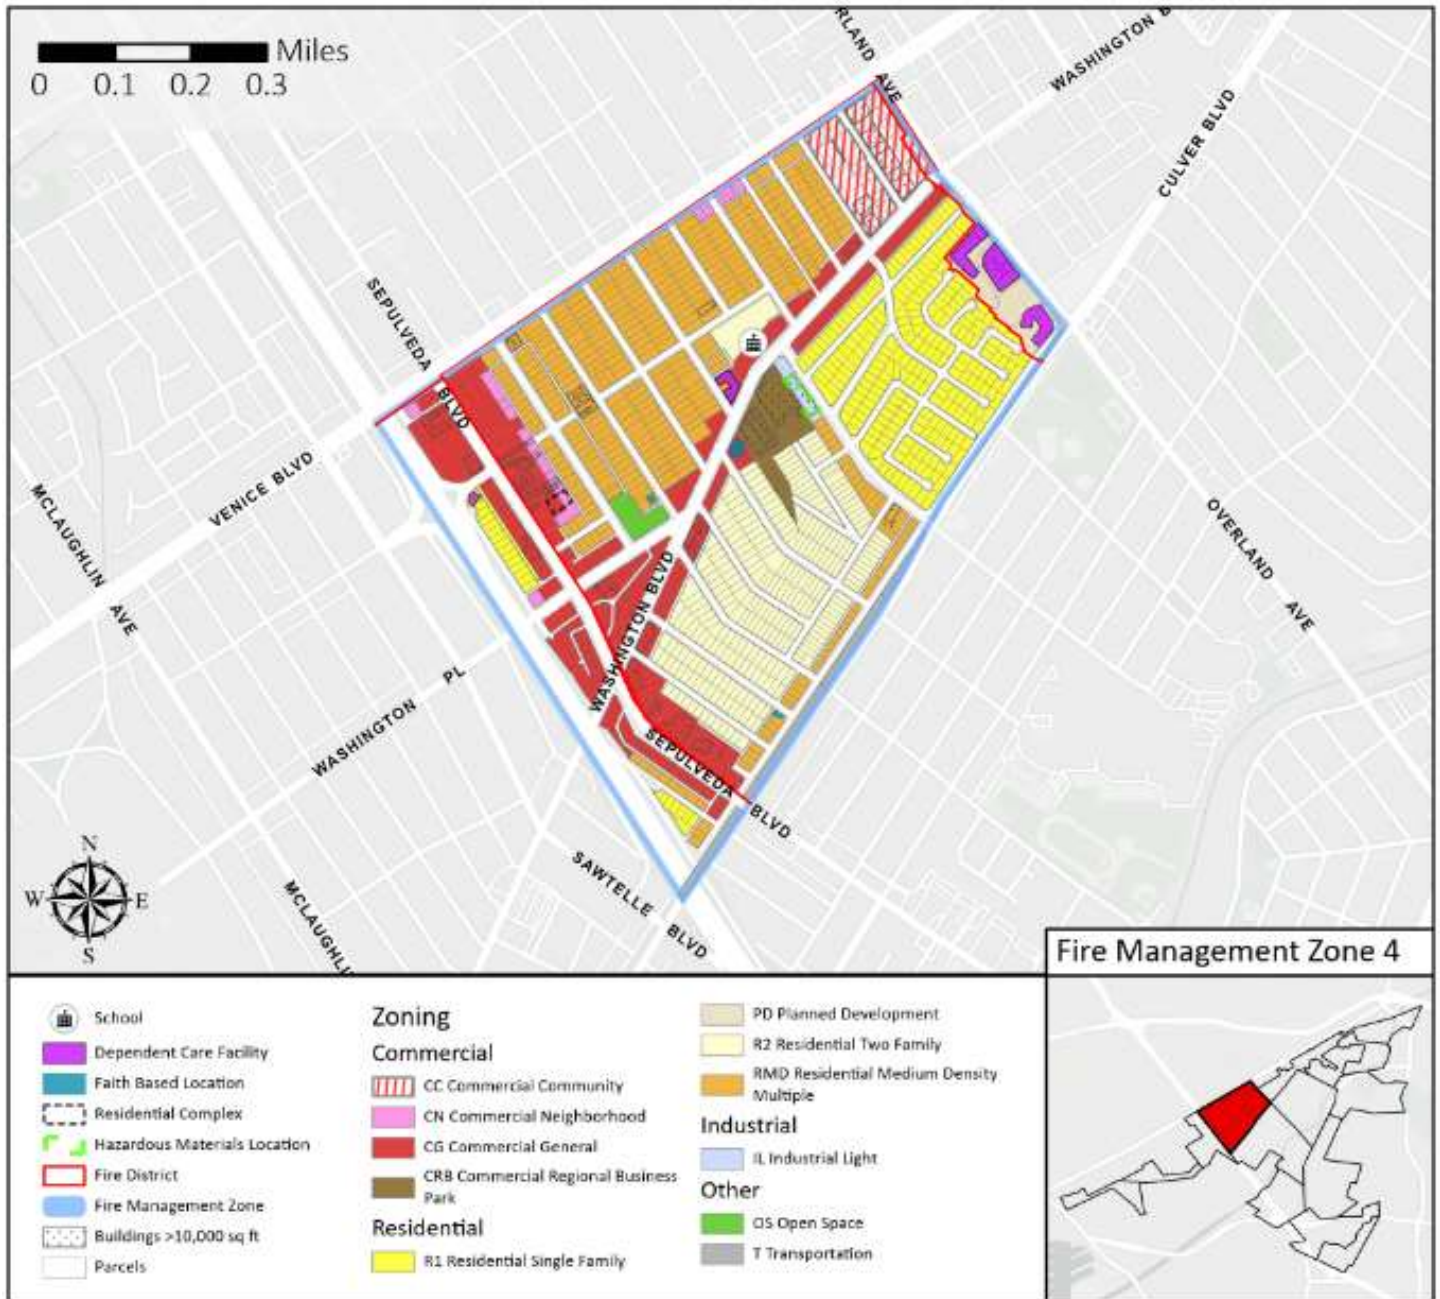 Miles
0 0.1 0.2 0.3
RLAND AVE
WASHINGTON B
CULVER BLVD
SEPULVEDA BLVD
VENICE BLVD
MCLAUGHLIN AVE
OVERLAND AVE
WASHINGTON BLVD
WASHINGTON PL
SEPULVEDA BLVD
SAWTELLE BLVD
MCLAUGHLI
N
W E
S
Fire Management Zone 4
School
Dependent Care Facility
Faith Based Location
Residential Complex
Hazardous Materials Location
Fire District
Fire Management Zone
Buildings >10,000 sq ft
Parcels
Zoning
Commercial
CC Commercial Community
CN Commercial Neighborhood
CG Commercial General
CRB Commercial Regional Business
Park
Residential
R1 Residential Single Family
PD Planned Development
R2 Residential Two Family
RMD Residential Medium Density
Multiple
Industrial
IL Industrial Light
Other
OS Open Space
T Transportation